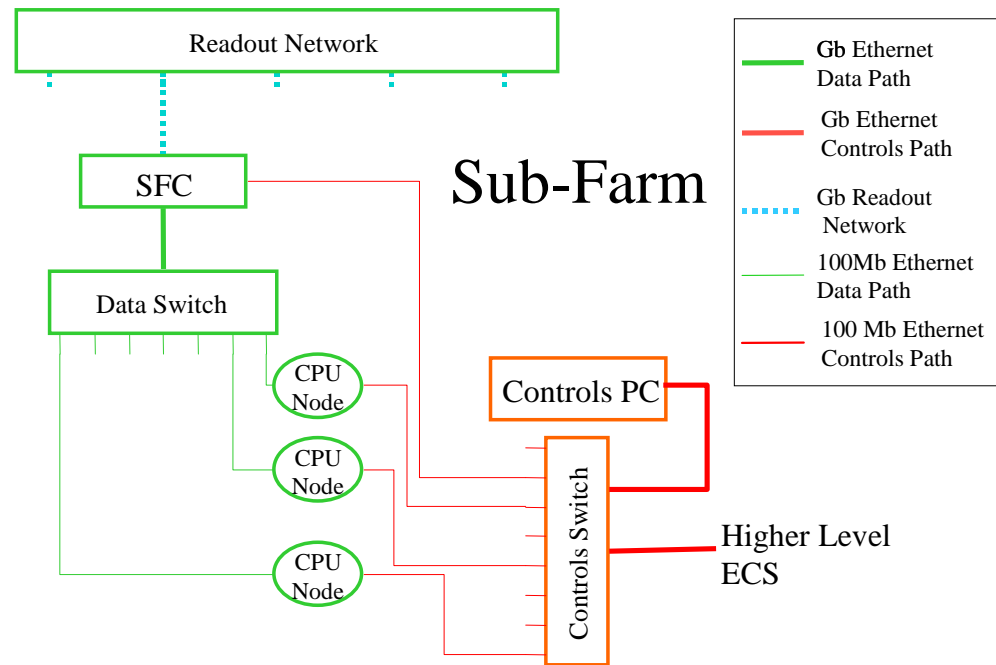 Readout Network
SFC
Sub-Farm
Data Switch
CPU
Node
CPU
Node
CPU
Node
Controls PC
Controls Switch
Higher Level
ECS
Gb Ethernet
Data Path
Gb Ethernet
Controls Path
Gb Readout
Network
100Mb Ethernet
Data Path
100 Mb Ethernet
Controls Path